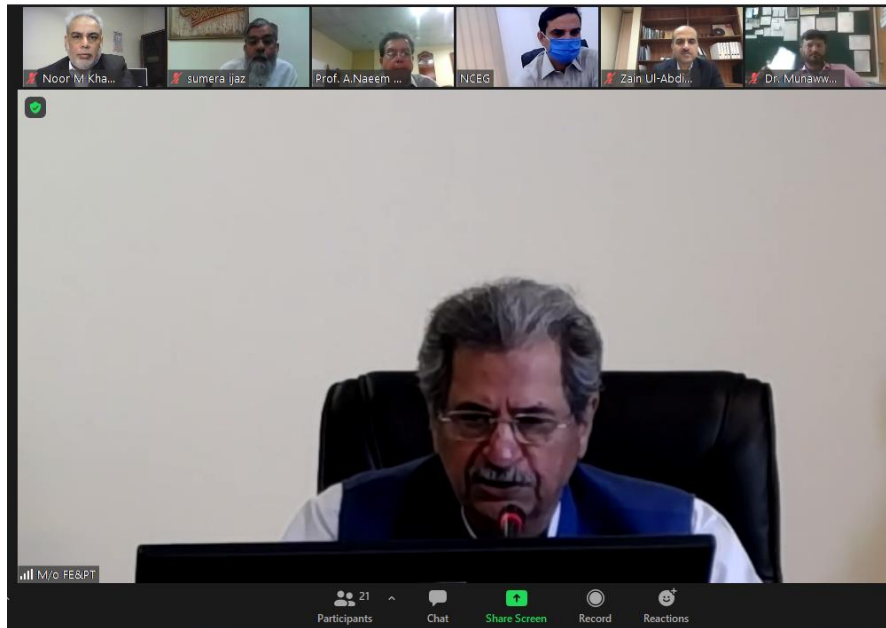 Noor M Kha...
sumera ijaz
Prof. A.Naeem ...
NCEG
Zain Ul-Abdi...
Dr. Munaww...
M/o FE&PT
21
Participants
Chat
Share Screen
Record
Reactions